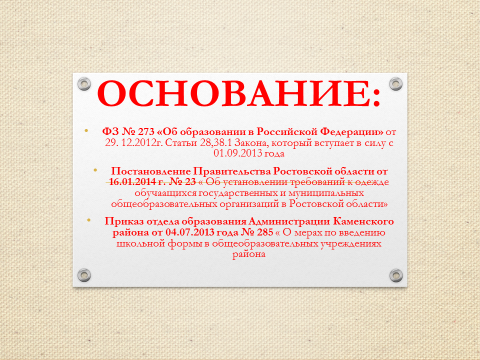 ОСНОВАНИЕ:
• ФЗ № 273 «Об образовании в Российской Федерации» от
29. 12.2012г. Статьи 28,38.1 Закона, который вступает в силу с
01.09.2013 года
• Постановление Правительства Ростовской области от
16.01.2014 г. № 23 « Об установлении требований к одежде
обучающихся государственных и муниципальных
общеобразовательных организаций в Ростовской области»
• Приказ отдела образования Администрации Каменского
района от 04.07.2013 года № 285 « О мерах по введению
школьной формы в общеобразовательных учреждениях
района